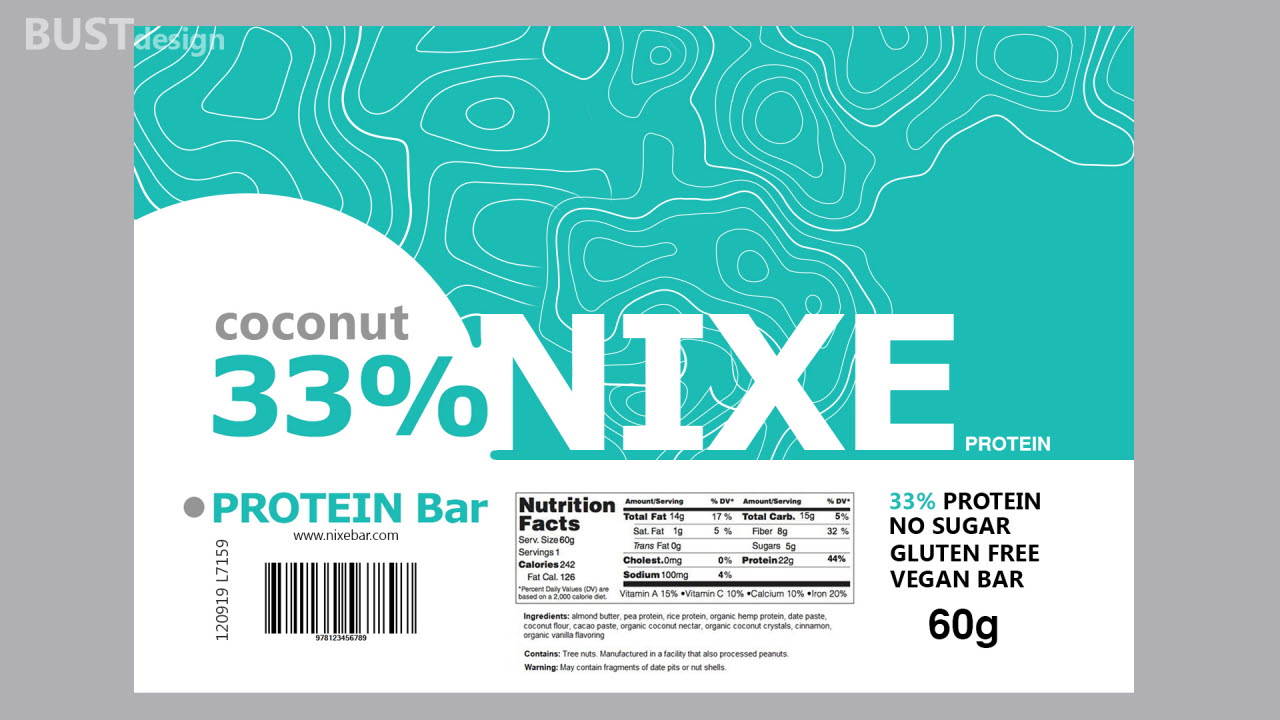 BUSTdesign
coconut
33%
NIXE
PROTEIN
PROTEIN Bar
www.nixebar.com
120919 L7159
978123456789
Nutrition
Facts
Serv. Size 60g
Servings 1
Calories 242
Fat Cal. 126
*Percent Daily Values (DV) are
based on a 2,000 calorie diet.
Amount/Serving % DV* Amount/Serving % DV*
Total Fat 14g 17 % Total Carb. 15g 5%
Sat. Fat 1g 5 % Fiber 8g 32 %
Trans Fat 0g Sugars 5g
Cholest. 0mg 0% Protein 22g 44%
Sodium 100mg 4%
Vitamin A 15% •Vitamin C 10% •Calcium 10% •Iron 20%
Ingredients: almond butter, pea protein, rice protein, organic hemp protein, date paste,
coconut flour, cacao paste, organic coconut nectar, organic coconut crystals, cinnamon,
organic vanilla flavoring
Contains: Tree nuts. Manufactured in a facility that also processed peanuts.
Warning: May contain fragments of date pits or nut shells.
33% PROTEIN
NO SUGAR
GLUTEN FREE
VEGAN BAR
60g